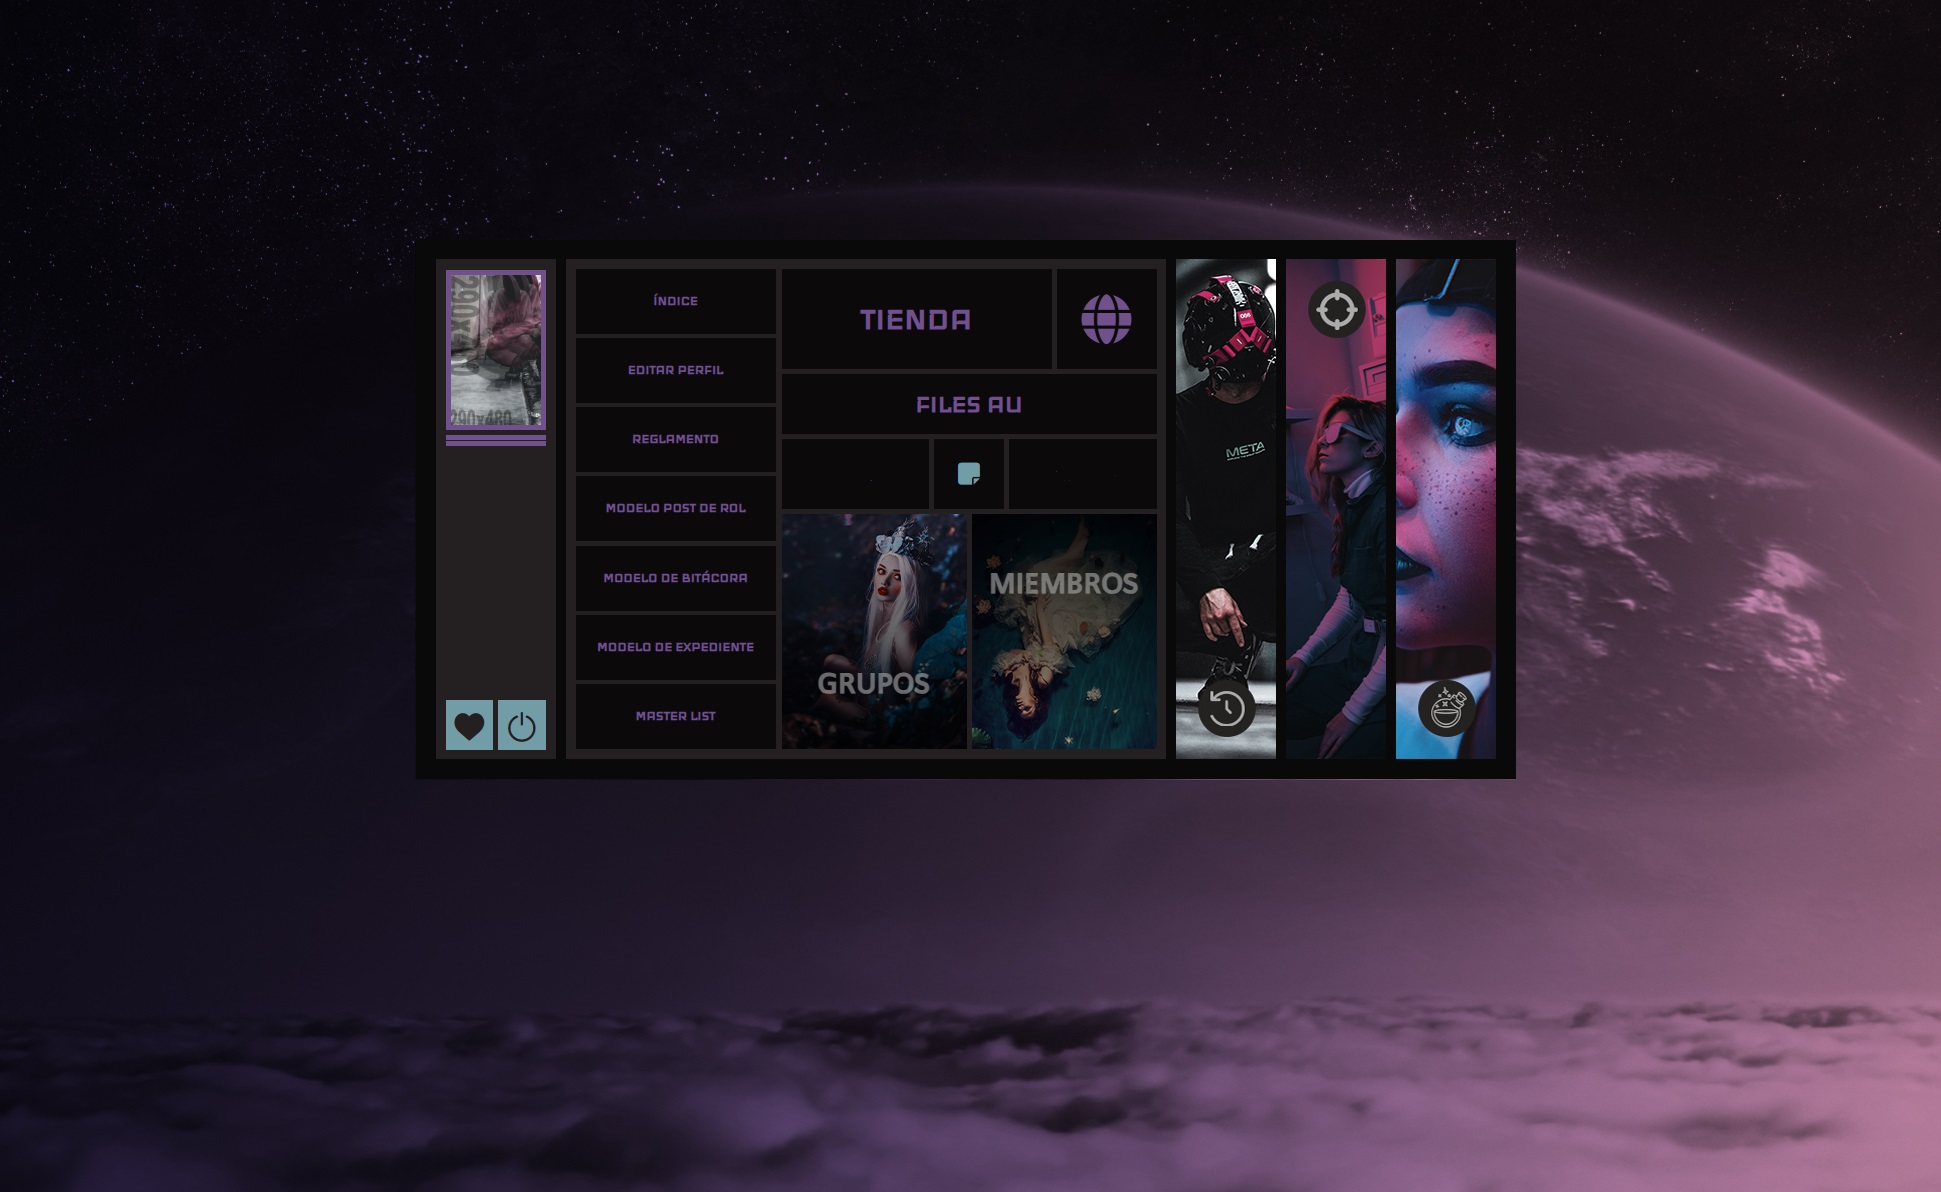 290x480
ÍNDICE
EDITAR PERFIL
REGLAMENTO
MODELO POST DE ROL
MODELO DE BITÁCORA
MODELO DE EXPEDIENTE
MASTER LIST
TIENDA
FILES AU
GRUPOS
MIEMBROS
META